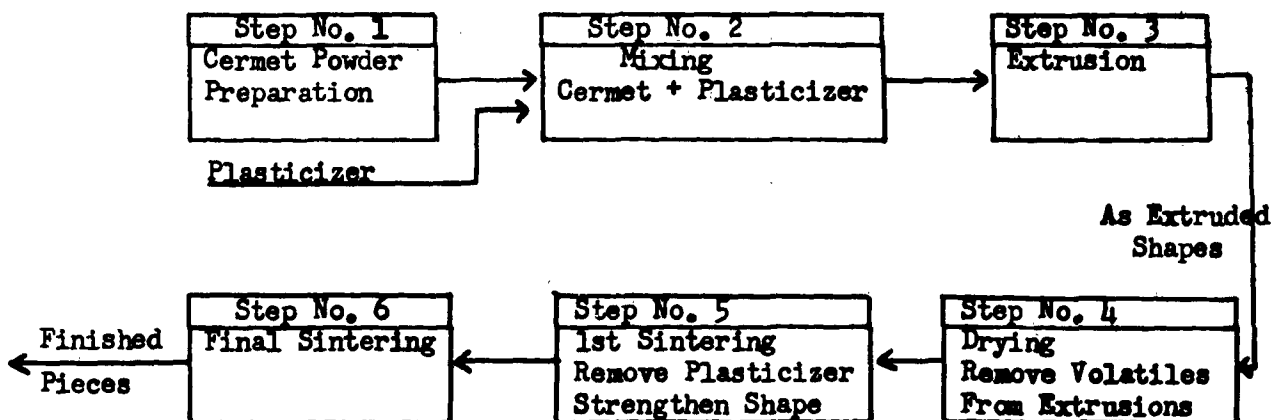 Step No. 1
Cermet Powder
Preparation
Plasticizer
Step No. 2
Mixing
Cermet + Plasticizer
Step No. 3
Extrusion
As Extruded
Shapes
Step No. 4
Drying
Remove Volatiles
From Extrusions
Step No. 5
1st Sintering
Remove Plasticizer
Strengthen Shape
Step No. 6
Final Sintering
Finished
Pieces